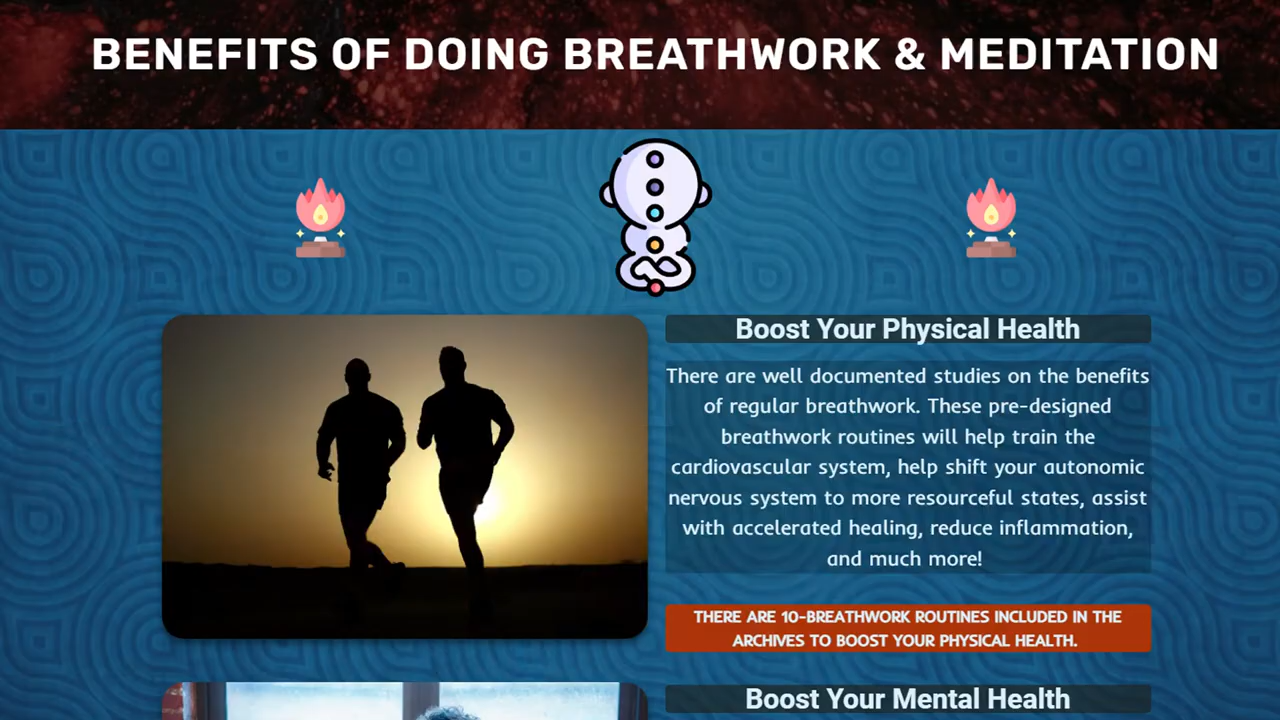 BENEFITS OF DOING BREATHWORK & MEDITATION
Boost Your Physical Health
There are well documented studies on the benefits
of regular breathwork. These pre-designed
breathwork routines will help train the
cardiovascular system, help shift your autonomic
nervous system to more resourceful states, assist
with accelerated healing, reduce inflammation,
and much more!
THERE ARE 10-BREATHWORK ROUTINES INCLUDED IN THE
ARCHIVES TO BOOST YOUR PHYSICAL HEALTH.
Boost Your Mental Health